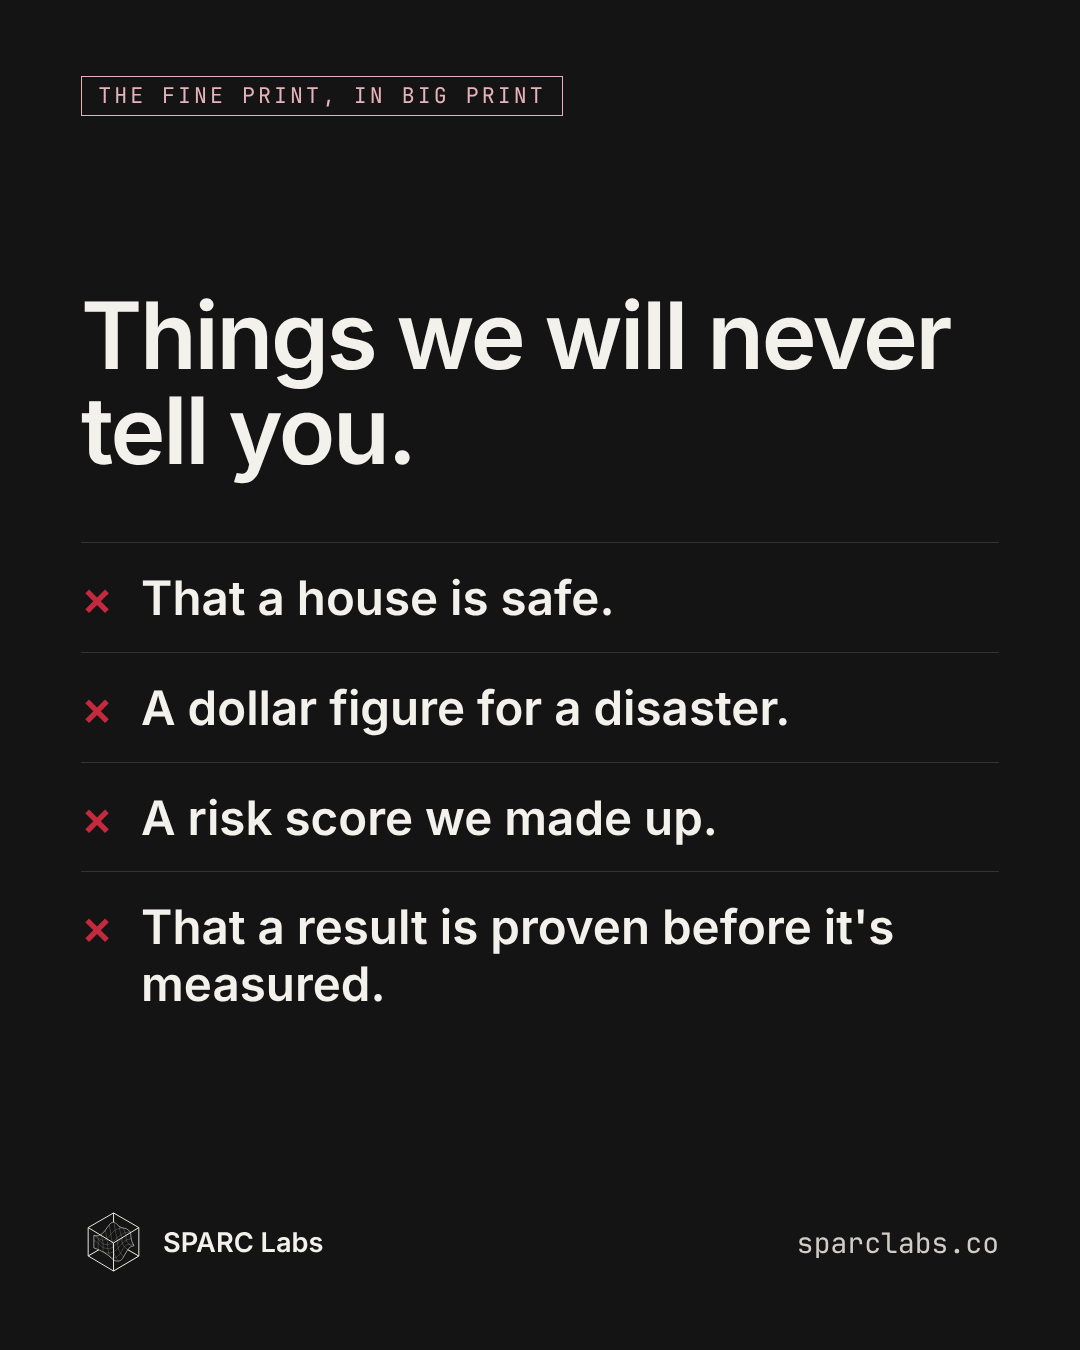 THE FINE PRINT, IN BIG PRINT
Things we will never
tell you.
× That a house is safe.
× A dollar figure for a disaster.
× A risk score we made up.
× That a result is proven before it's
measured.
SPARC Labs
sparclabs.co